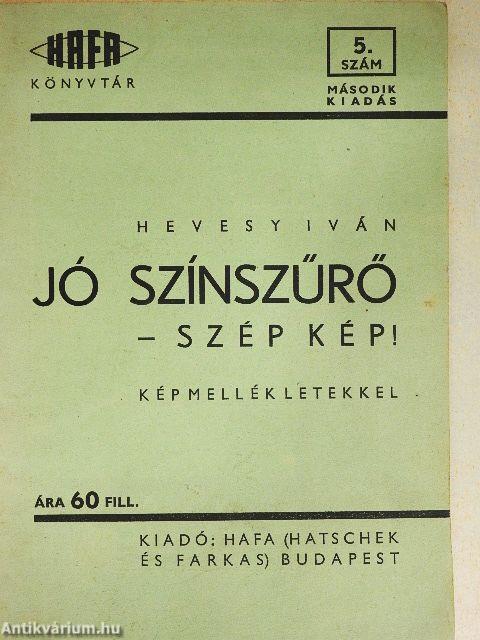 HAFA
KÖNYVTÁR
5.
SZÁM
MÁSODIK
KIADÁS
HEVESY IVÁN
JÓ SZÍNSZŰRŐ
– SZÉP KÉP!
KÉPMELLÉKLETEKKEL
ÁRA 60 FILL.
KIADÓ: HAFA (HATSCHEK
ÉS FARKAS) BUDAPEST
Antikvárium.hu